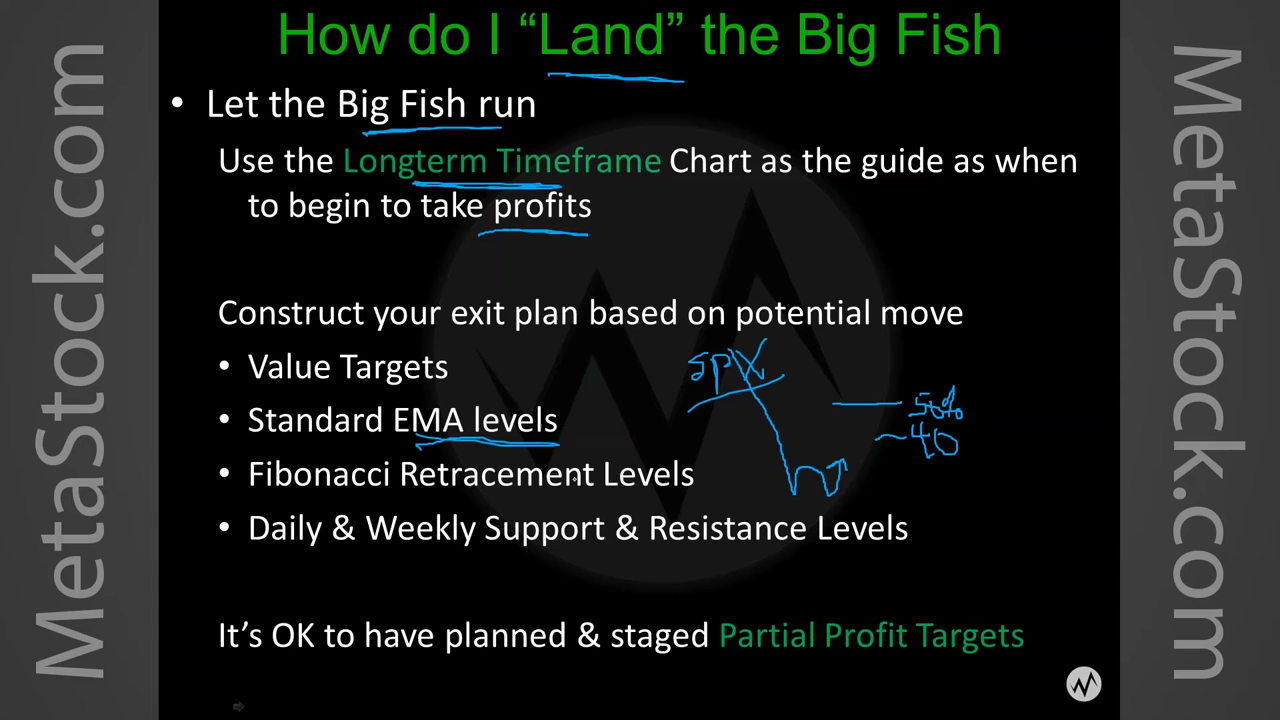 How do I “Land” the Big Fish
• Let the Big Fish run
Use the Longterm Timeframe Chart as the guide as when
to begin to take profits
Construct your exit plan based on potential move
• Value Targets
SPX
• Standard EMA levels
50%
40
• Fibonacci Retracement Levels
• Daily & Weekly Support & Resistance Levels
It’s OK to have planned & staged Partial Profit Targets
MetaStock.com
MetaStock.com